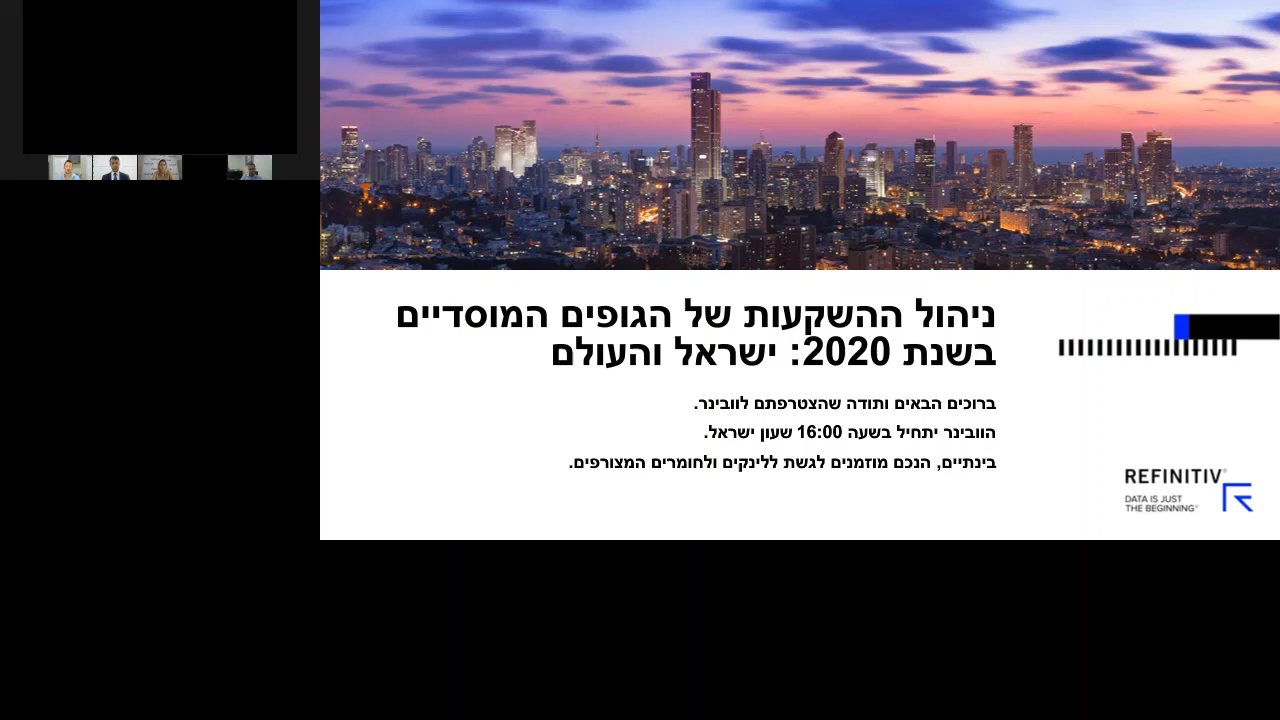 ניהול ההשקעות של הגופים המוסדיים
בשנת 2020: ישראל והעולם
ברוכים הבאים ותודה שהצטרפתם לוובינר.
הוובינר יתחיל בשעה 16:00 שעון ישראל.
בינתיים, הנכם מוזמנים לגשת ללינקים ולחומרים המצורפים.
REFINITIV®
DATA IS JUST
THE BEGINNING®